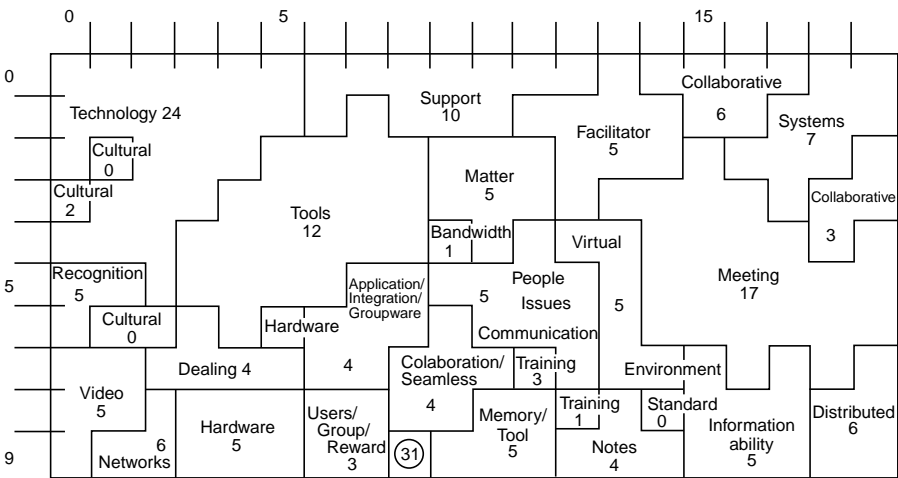 0
5
15
0
5
9
Technology 24
Support
10
Collaborative
6
Systems
7
Facilitator
5
Cultural
0
Cultural
2
Matter
5
Collaborative
3
Tools
12
Bandwidth
1
Virtual
5
Environment
Meeting
17
Recognition
5
Application/
Integration/
Groupware
4
5
People
Issues
Communication
Cultural
0
Hardware
Dealing 4
Colaboration/
Seamless
4
Training
3
Video
5
Hardware
5
Users/
Group/
Reward
3
Memory/
Tool
5
Training
1
Standard
0
Information
ability
5
Distributed
6
6
Networks
31
Notes
4